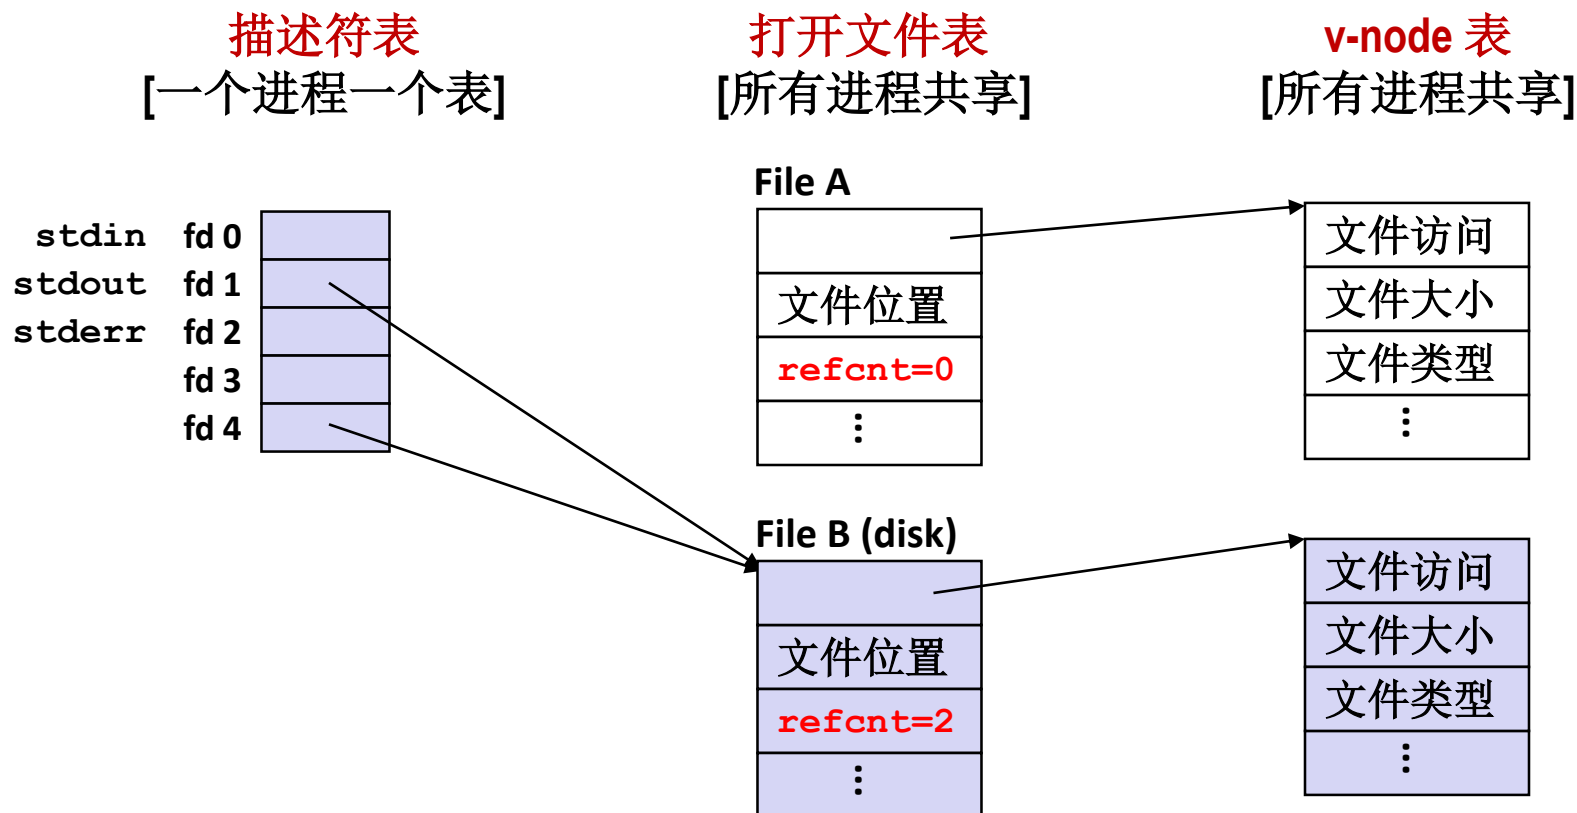 描述符表
[一个进程一个表]
打开文件表
[所有进程共享]
v-node 表
[所有进程共享]
stdin fd 0
stdout fd 1
stderr fd 2
fd 3
fd 4
File A
文件位置
refcnt=0
...
文件访问
文件大小
文件类型
...
File B (disk)
文件位置
refcnt=2
...
文件访问
文件大小
文件类型
...